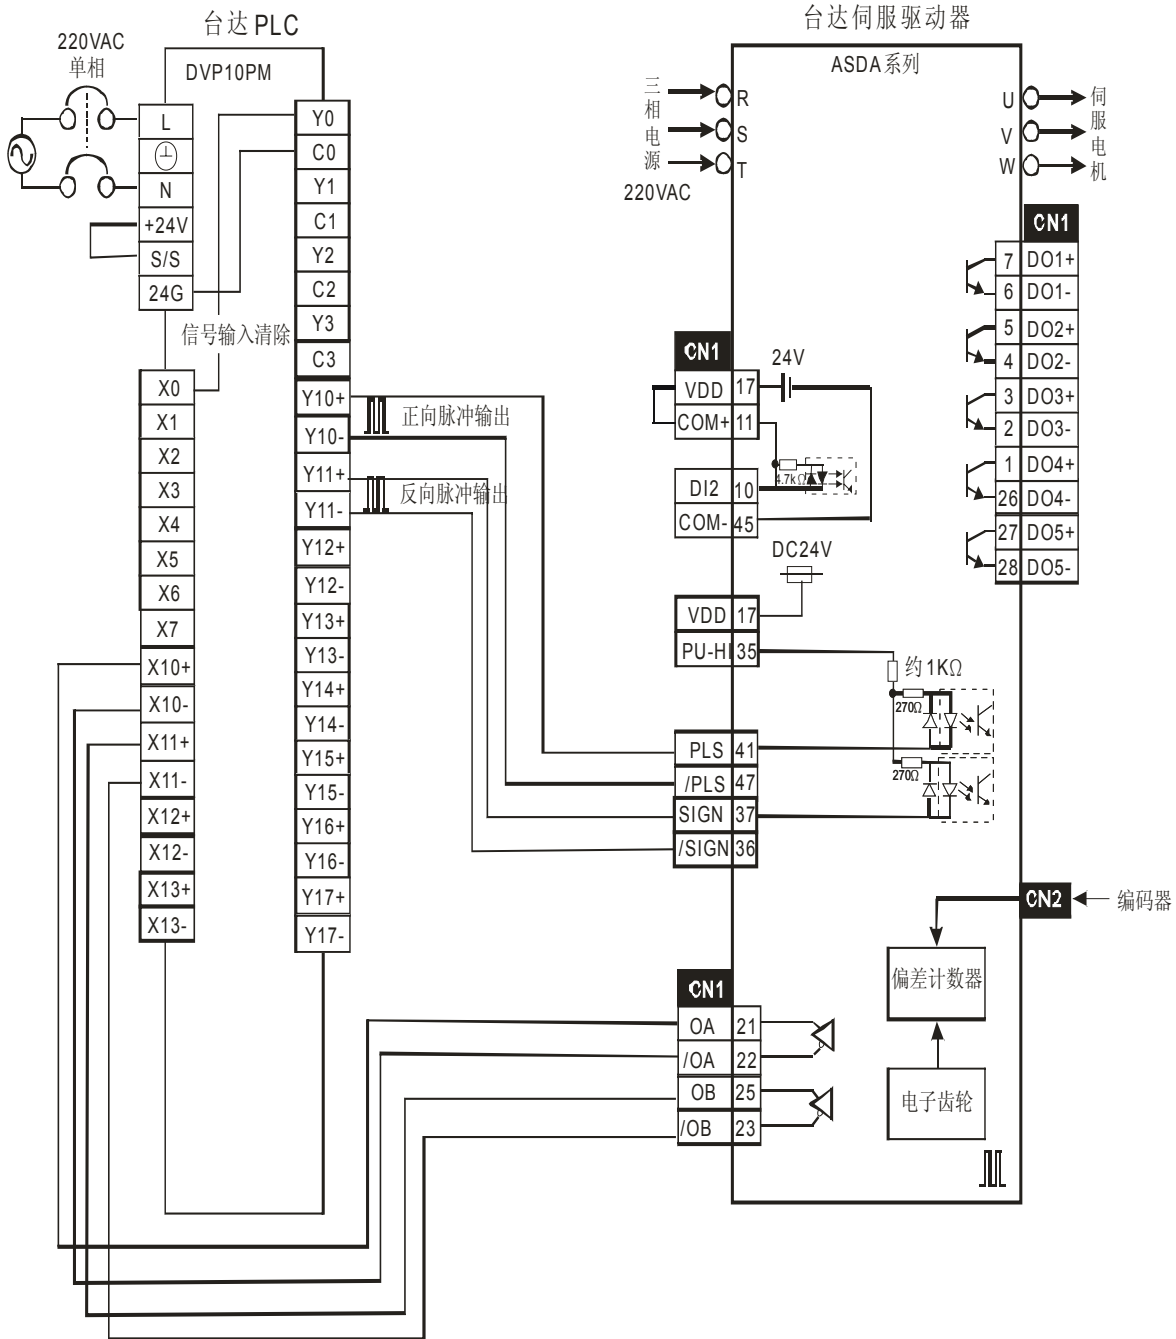 台达 PLC
220VAC
单相
DVP10PM
L
N
+24V
S/S
24G
信号输入清除
X0
X1
X2
X3
X4
X5
X6
X7
X10+
X10-
X11+
X11-
X12+
X12-
X13+
X13-
Y0
C0
Y1
C1
Y2
C2
Y3
C3
Y10+
Y10-
Y11+
Y11-
Y12+
Y12-
Y13+
Y13-
Y14+
Y14-
Y15+
Y15-
Y16+
Y16-
Y17+
Y17-
正向脉冲输出
反向脉冲输出
台达伺服驱动器
ASDA系列
三相电源
220VAC
R
S
T
U
V
W
伺服电机
CN1
7 DO1+
6 DO1-
5 DO2+
4 DO2-
3 DO3+
2 DO3-
1 DO4+
26 DO4-
27 DO5+
28 DO5-
CN1
24V
VDD 17
COM+ 11
4.7kΩ
DI2 10
COM- 45
DC24V
VDD 17
PU-HI 35
约1KΩ
270Ω
PLS 41
270Ω
/PLS 47
SIGN 37
/SIGN 36
CN2
编码器
偏差计数器
电子齿轮
CN1
OA 21
/OA 22
OB 25
/OB 23